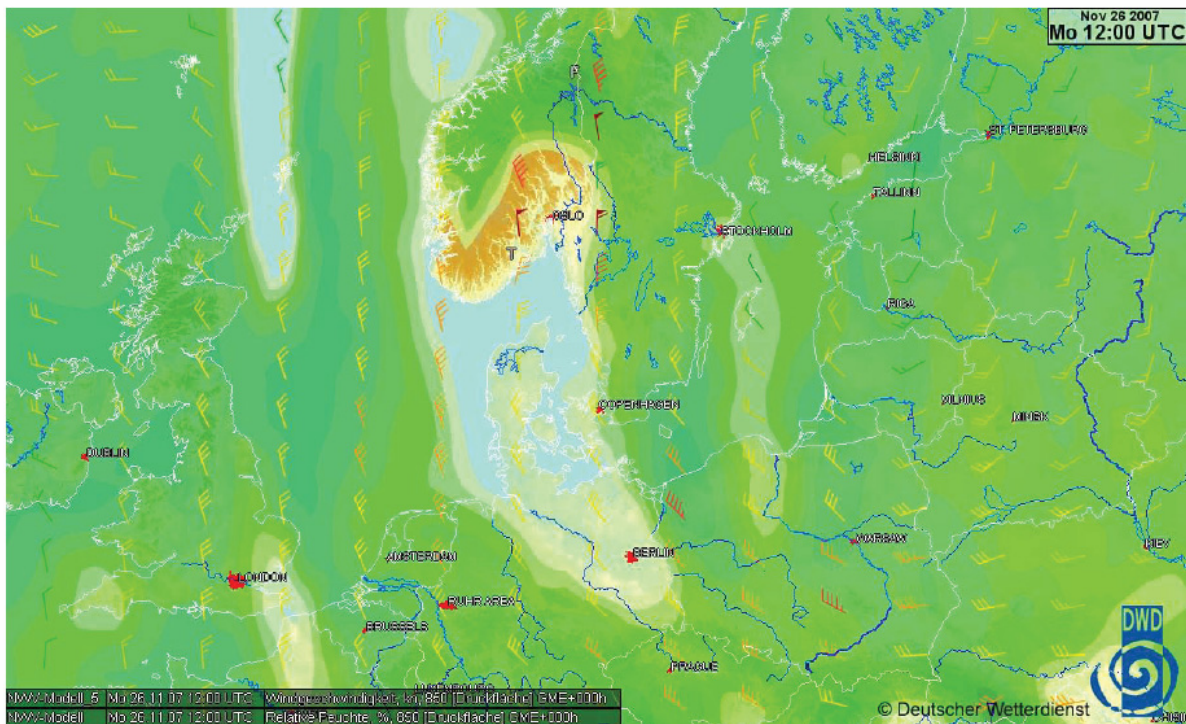 Nov 26 2007
Mo 12:00 UTC
F
ST. PETERSBURG
HELSINKI
TALLINN
OSLO
STOCKHOLM
T
RIGA
COPENHAGEN
VILNIUS
MINSK
DUBLIN
WARSAW
KIEV
BERLIN
AMSTERDAM
LONDON
RUHR AREA
BRUSSELS
PRAGUE
DWD
LUXEMBOURG
NWV-Modell_5 Mo 26.11.07 12:00 UTC Windgeschwindigkeit, kn, 850 [Druckfläche] GME+000h
NWV-Modell Mo 26.11.07 12:00 UTC Relative Feuchte, %, 850 [Druckfläche] GME+000h
© Deutscher Wetterdienst